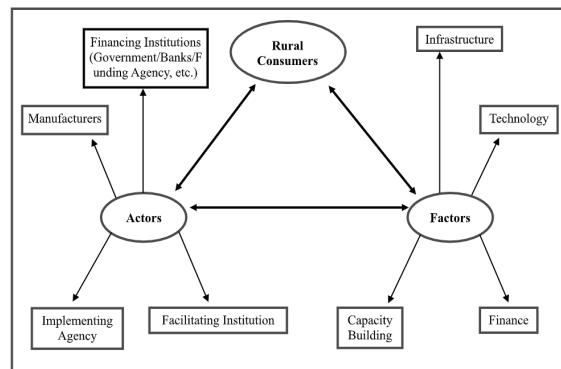 Financing Institutions
(Government/Banks/F
unding Agency, etc.)
Rural
Consumers
Infrastructure
Manufacturers
Technology
Actors
Factors
Implementing
Agency
Facilitating Institution
Capacity
Building
Finance